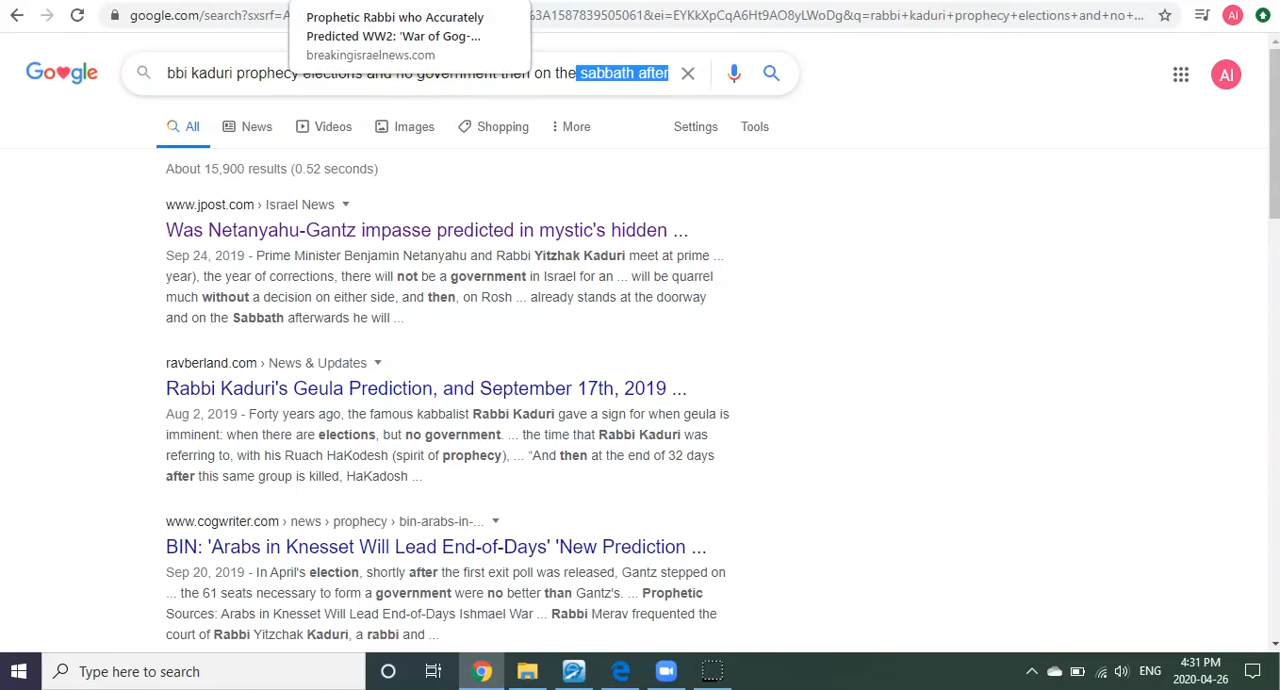 google.com/search?sxsrf=A
3A1587839505061&ei=EYKkXpCqA6Ht9AO8yLWoDg&q=rabbi+kaduri+prophecy+elections+and+no+...
AI
Prophetic Rabbi who Accurately
Predicted WW2: 'War of Gog-...
breakingisraelnews.com
Go gle
bbi kaduri prophecy elections and no government then on the sabbath after
AI
All
News
Videos
Images
Shopping
More
Settings
Tools
About 15,900 results (0.52 seconds)
www.jpost.com › Israel News
Was Netanyahu-Gantz impasse predicted in mystic's hidden ...
Sep 24, 2019 - Prime Minister Benjamin Netanyahu and Rabbi Yitzhak Kaduri meet at prime ...
year), the year of corrections, there will not be a government in Israel for an ... will be quarrel
much without a decision on either side, and then, on Rosh ... already stands at the doorway
and on the Sabbath afterwards he will ...
ravberland.com › News & Updates
Rabbi Kaduri's Geula Prediction, and September 17th, 2019 ...
Aug 2, 2019 - Forty years ago, the famous kabbalist Rabbi Kaduri gave a sign for when geula is
imminent: when there are elections, but no government. ... the time that Rabbi Kaduri was
referring to, with his Ruach HaKodesh (spirit of prophecy), ... “And then at the end of 32 days
after this same group is killed, HaKadosh ...
www.cogwriter.com › news › prophecy › bin-arabs-in-...
BIN: 'Arabs in Knesset Will Lead End-of-Days' 'New Prediction ...
Sep 20, 2019 - In April's election, shortly after the first exit poll was released, Gantz stepped on
... the 61 seats necessary to form a government were no better than Gantz's. ... Prophetic
Sources: Arabs in Knesset Will Lead End-of-Days Ishmael War ... Rabbi Merav frequented the
court of Rabbi Yitzchak Kaduri, a rabbi and ...
Type here to search
ENG
4:31 PM
2020-04-26